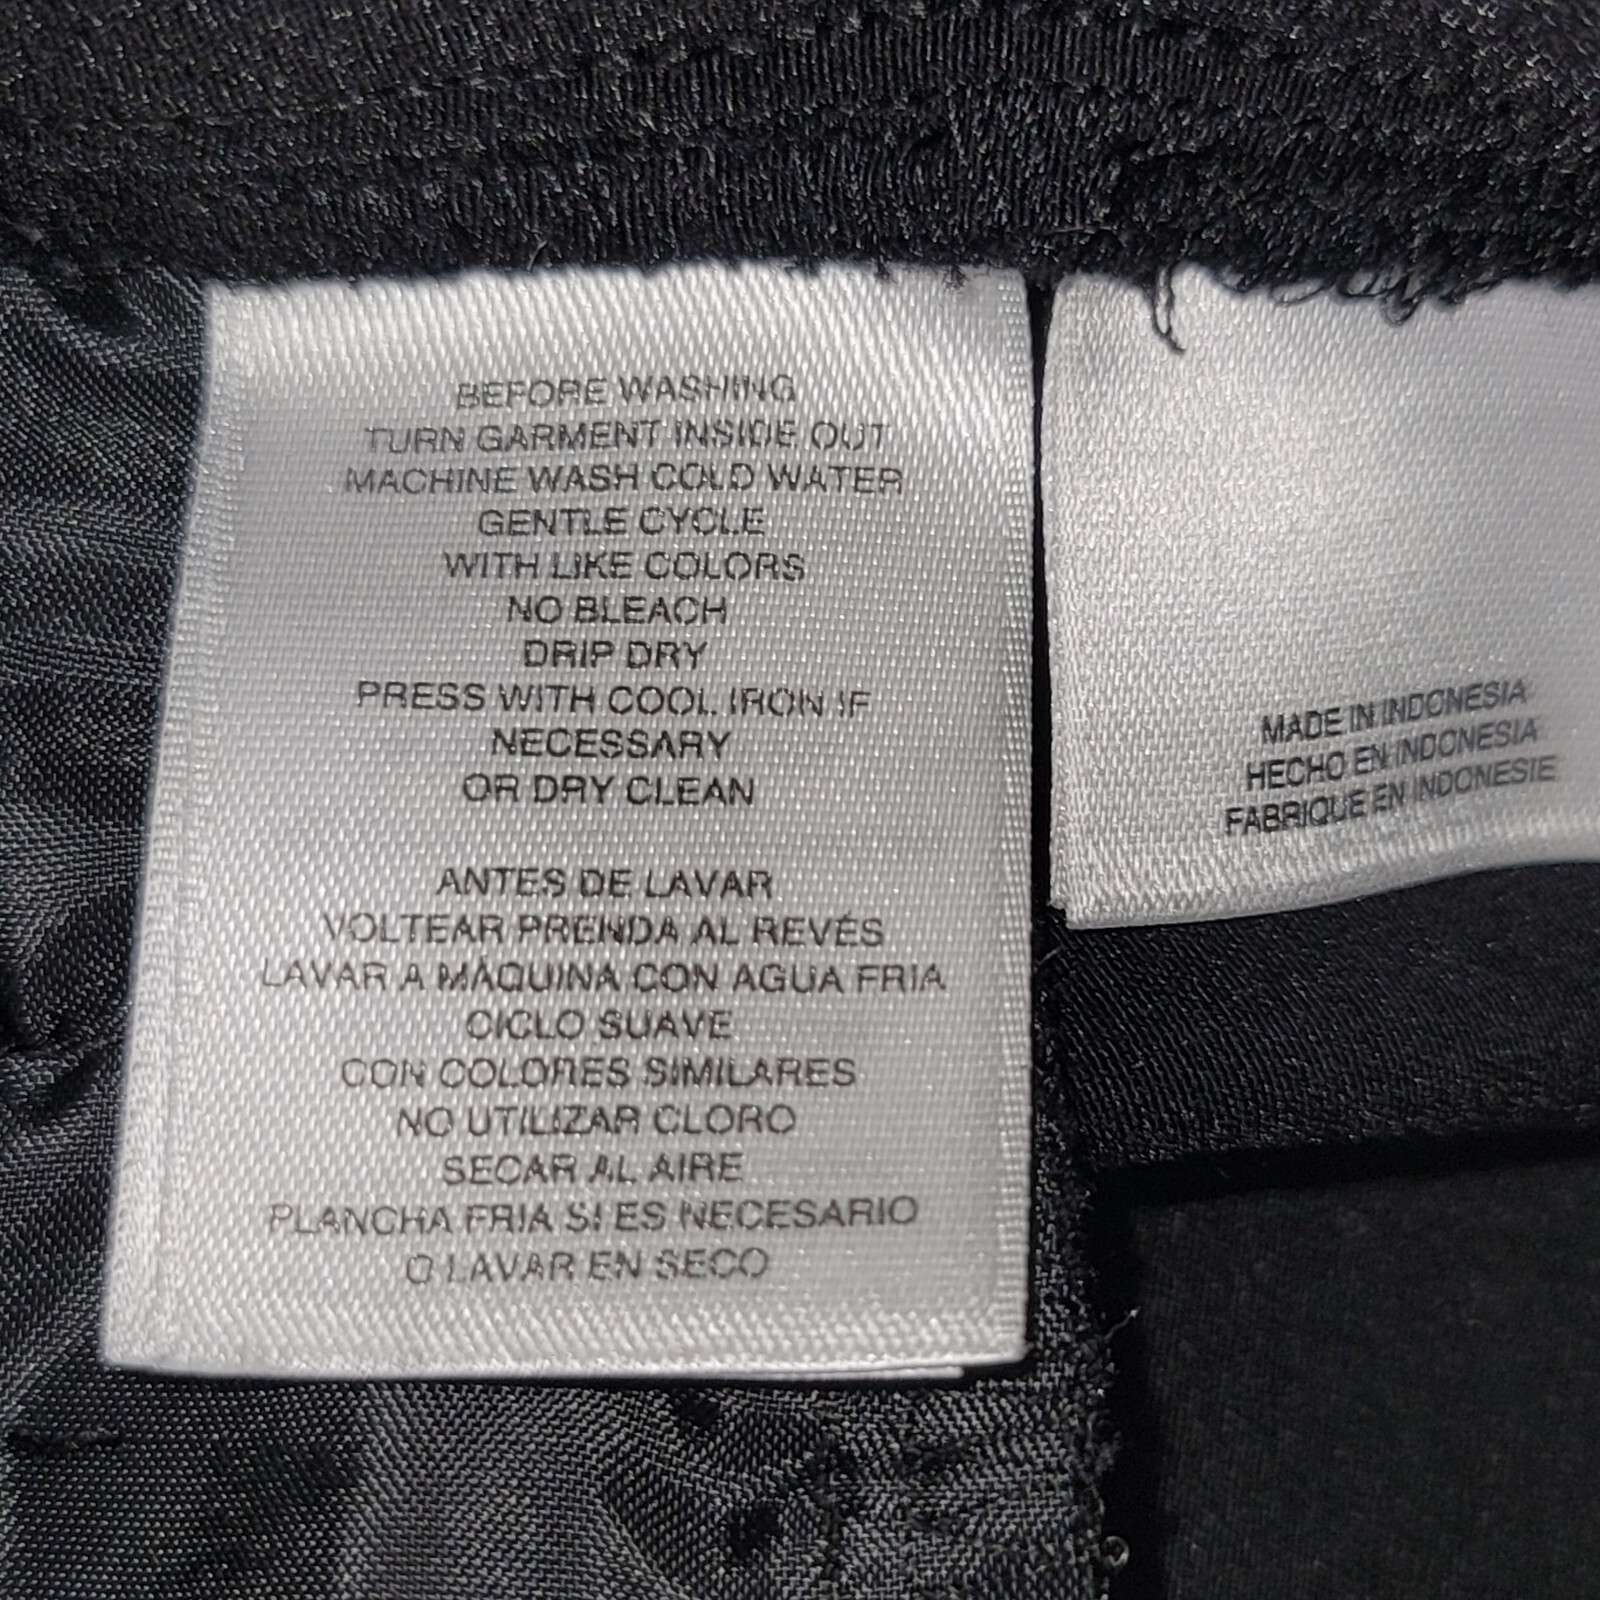 BEFORE WASHING
TURN GARMENT INSIDE OUT
MACHINE WASH COLD WATER
GENTLE CYCLE
WITH LIKE COLORS
NO BLEACH
DRIP DRY
PRESS WITH COOL IRON IF
NECESSARY
OR DRY CLEAN
ANTES DE LAVAR
VOLTEAR PRENDA AL REVÉS
LAVAR A MÁQUINA CON AGUA FRIA
CICLO SUAVE
CON COLORES SIMILARES
NO UTILIZAR CLORO
SECAR AL AIRE
PLANCHA FRIA SI ES NECESARIO
O LAVAR EN SECO
MADE IN INDONESIA
HECHO EN INDONESIA
FABRIQUE EN INDONESIE